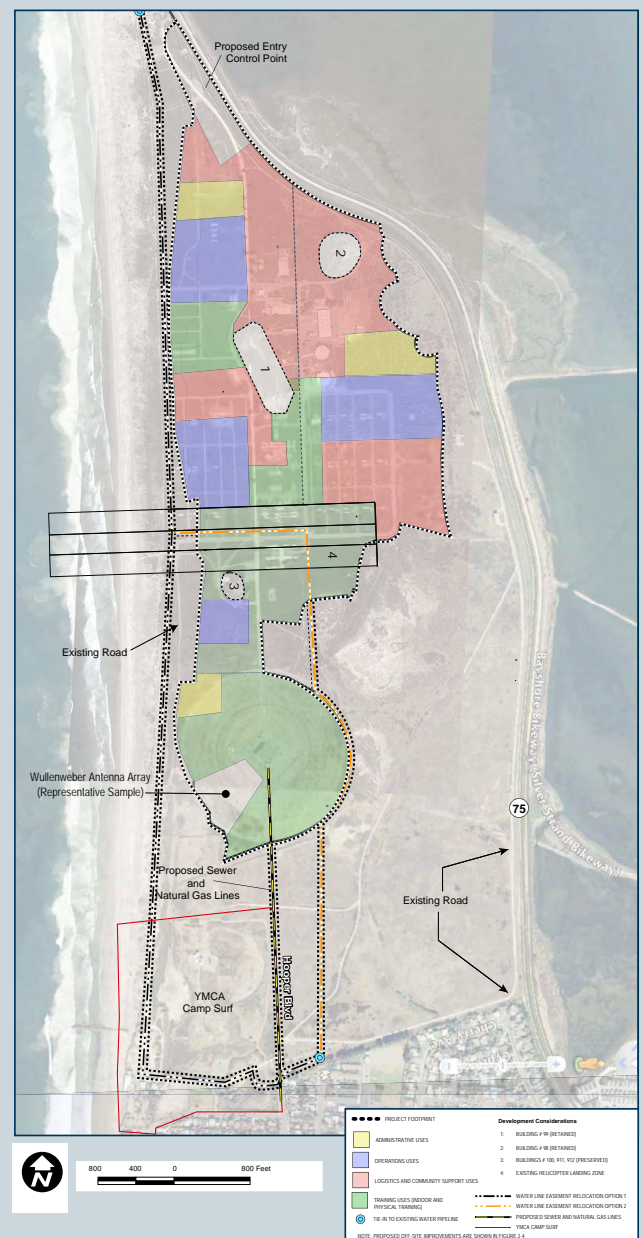 Proposed Entry
Control Point
2
1
4
3
Existing Road
Wullenweber Antenna Array
(Representative Sample)
Bayshore Bikeway (Silver Strand Bikeway)
75
Proposed Sewer
and
Natural Gas Lines
Existing Road
YMCA
Camp Surf
Hooper Blvd
Cherry Ave
N
800 400 0 800 Feet
PROJECT FOOTPRINT
ADMINISTRATIVE USES
OPERATIONS USES
LOGISTICS AND COMMUNITY SUPPORT USES
TRAINING USES (INDOOR AND
PHYSICAL TRAINING)
TIE-IN TO EXISTING WATER PIPELINE
Development Considerations
1: BUILDING # 99 (RETAINED)
2: BUILDING # 98 (RETAINED)
3: BUILDINGS # 100, 911, 912 (PRESERVED)
4: EXISTING HELICOPTER LANDING ZONE
WATER LINE EASEMENT RELOCATION OPTION 1
WATER LINE EASEMENT RELOCATION OPTION 2
PROPOSED SEWER AND NATURAL GAS LINES
YMCA CAMP SURF
NOTE: PROPOSED OFF-SITE IMPROVEMENTS ARE SHOWN IN FIGURE 2-4